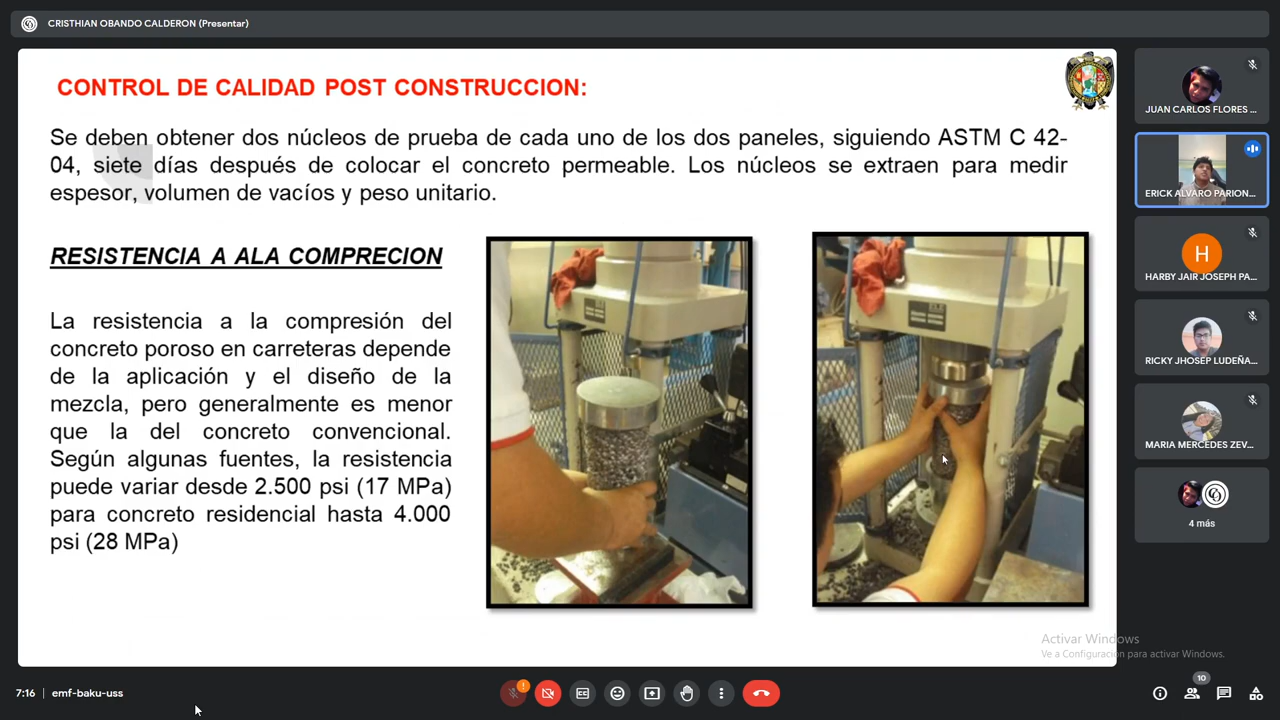 CRISTHIAN OBANDO CALDERON (Presentar)
CONTROL DE CALIDAD POST CONSTRUCCION:
Se deben obtener dos núcleos de prueba de cada uno de los dos paneles, siguiendo ASTM C 42-
04, siete días después de colocar el concreto permeable. Los núcleos se extraen para medir
espesor, volumen de vacíos y peso unitario.
RESISTENCIA A ALA COMPRECION
La resistencia a la compresión del
concreto poroso en carreteras depende
de la aplicación y el diseño de la
mezcla, pero generalmente es menor
que la del concreto convencional.
Según algunas fuentes, la resistencia
puede variar desde 2.500 psi (17 MPa)
para concreto residencial hasta 4.000
psi (28 MPa)
JUAN CARLOS FLORES ...
ERICK ALVARO PARION...
HARBY JAIR JOSEPH PA...
H
RICKY JHOSEP LUDEÑA...
MARIA MERCEDES ZEV...
4 más
Activar Windows
Ve a Configuración para activar Windows.
7:16 | emf-baku-uss
10